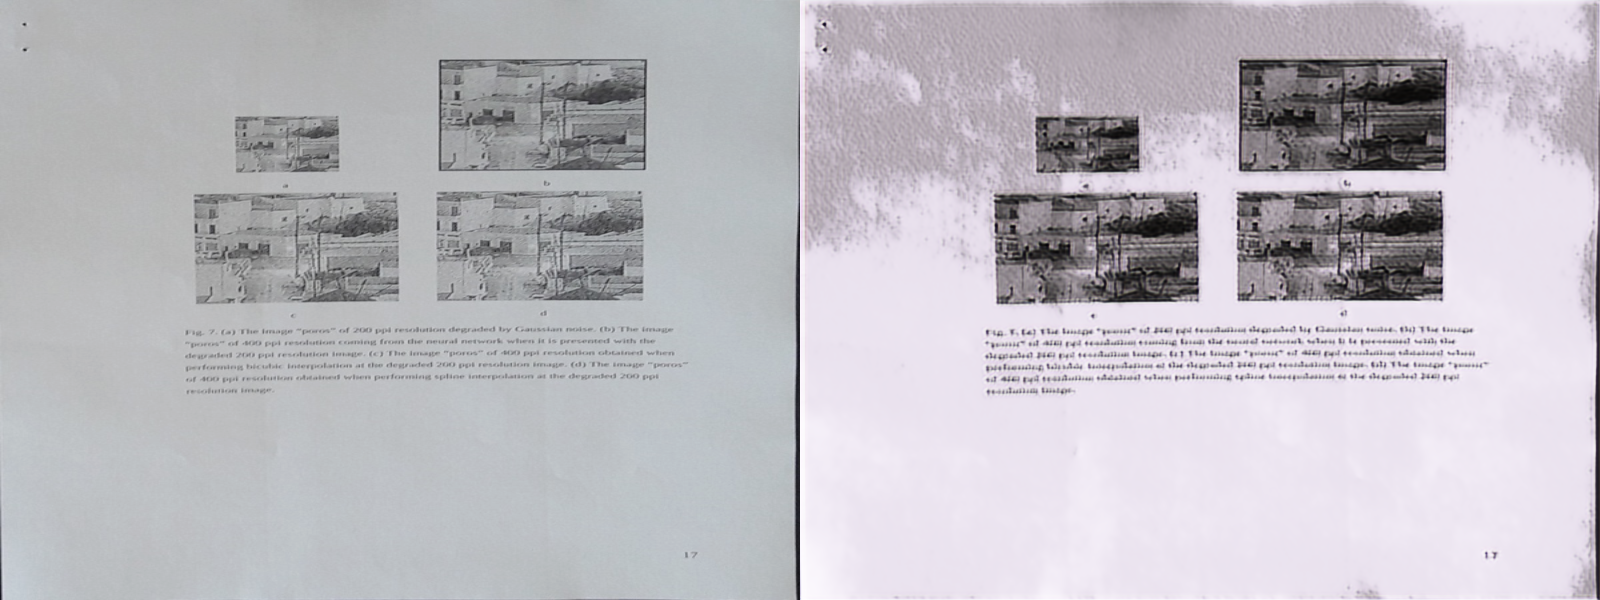 a
b
c
d
Fig. 7. (a) The image "poros" of 200 ppi resolution degraded by Gaussian noise. (b) The image
"poros" of 400 ppi resolution coming from the neural network when it is presented with the
degraded 200 ppi resolution image. (c) The image "poros" of 400 ppi resolution obtained when
performing bicubic interpolation at the degraded 200 ppi resolution image. (d) The image "poros"
of 400 ppi resolution obtained when performing spline interpolation at the degraded 200 ppi
resolution image.
17
a
b
c
d
Fig. 7. (a) The image "poros" of 200 ppi resolution degraded by Gaussian noise. (b) The image
"poros" of 400 ppi resolution coming from the neural network when it is presented with the
degraded 200 ppi resolution image. (c) The image "poros" of 400 ppi resolution obtained when
performing bicubic interpolation at the degraded 200 ppi resolution image. (d) The image "poros"
of 400 ppi resolution obtained when performing spline interpolation at the degraded 200 ppi
resolution image.
17